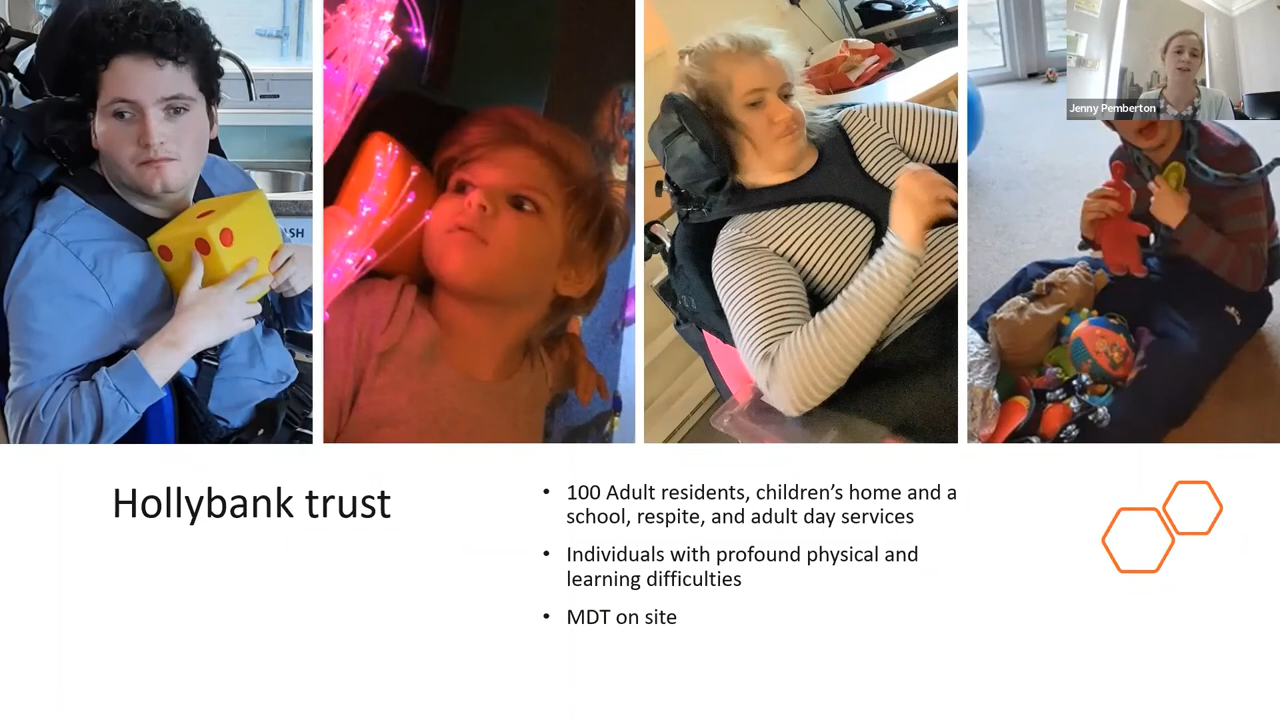 Jenny Pemberton
ASH
Hollybank trust
• 100 Adult residents, children’s home and a
school, respite, and adult day services
• Individuals with profound physical and
learning difficulties
• MDT on site